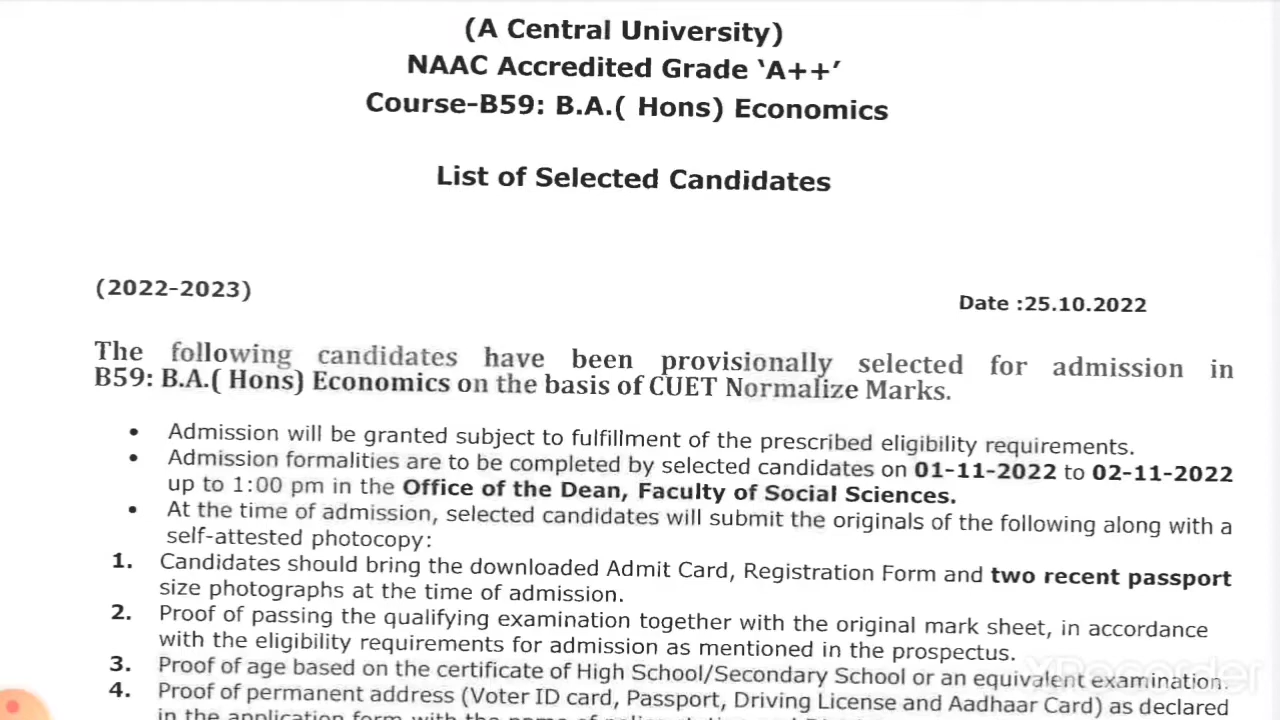 (A Central University)
NAAC Accredited Grade ‘A++’
Course-B59: B.A.( Hons) Economics
List of Selected Candidates
(2022-2023)
Date :25.10.2022
The following candidates have been provisionally selected for admission in
B59: B.A.( Hons) Economics on the basis of CUET Normalize Marks.
• Admission will be granted subject to fulfillment of the prescribed eligibility requirements.
• Admission formalities are to be completed by selected candidates on 01-11-2022 to 02-11-2022
up to 1:00 pm in the Office of the Dean, Faculty of Social Sciences.
• At the time of admission, selected candidates will submit the originals of the following along with a
self-attested photocopy:
1. Candidates should bring the downloaded Admit Card, Registration Form and two recent passport
size photographs at the time of admission.
2. Proof of passing the qualifying examination together with the original mark sheet, in accordance
with the eligibility requirements for admission as mentioned in the prospectus.
3. Proof of age based on the certificate of High School/Secondary School or an equivalent examination.
4. Proof of permanent address (Voter ID card, Passport, Driving License and Aadhaar Card) as declared
in the application form with the name of
XRecorder